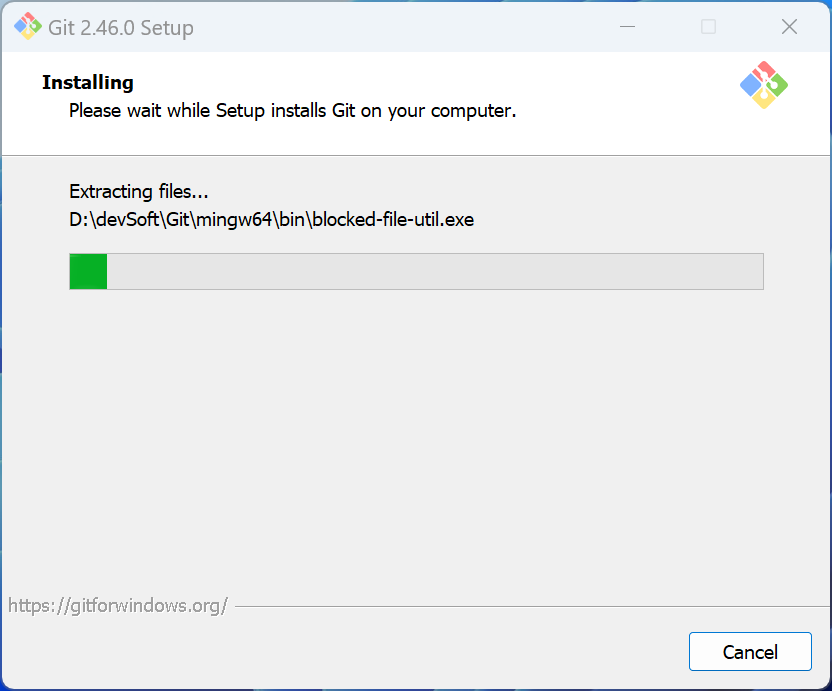 Git 2.46.0 Setup
Installing
Please wait while Setup installs Git on your computer.
Extracting files...
D:\devSoft\Git\mingw64\bin\blocked-file-util.exe
https://gitforwindows.org/
Cancel